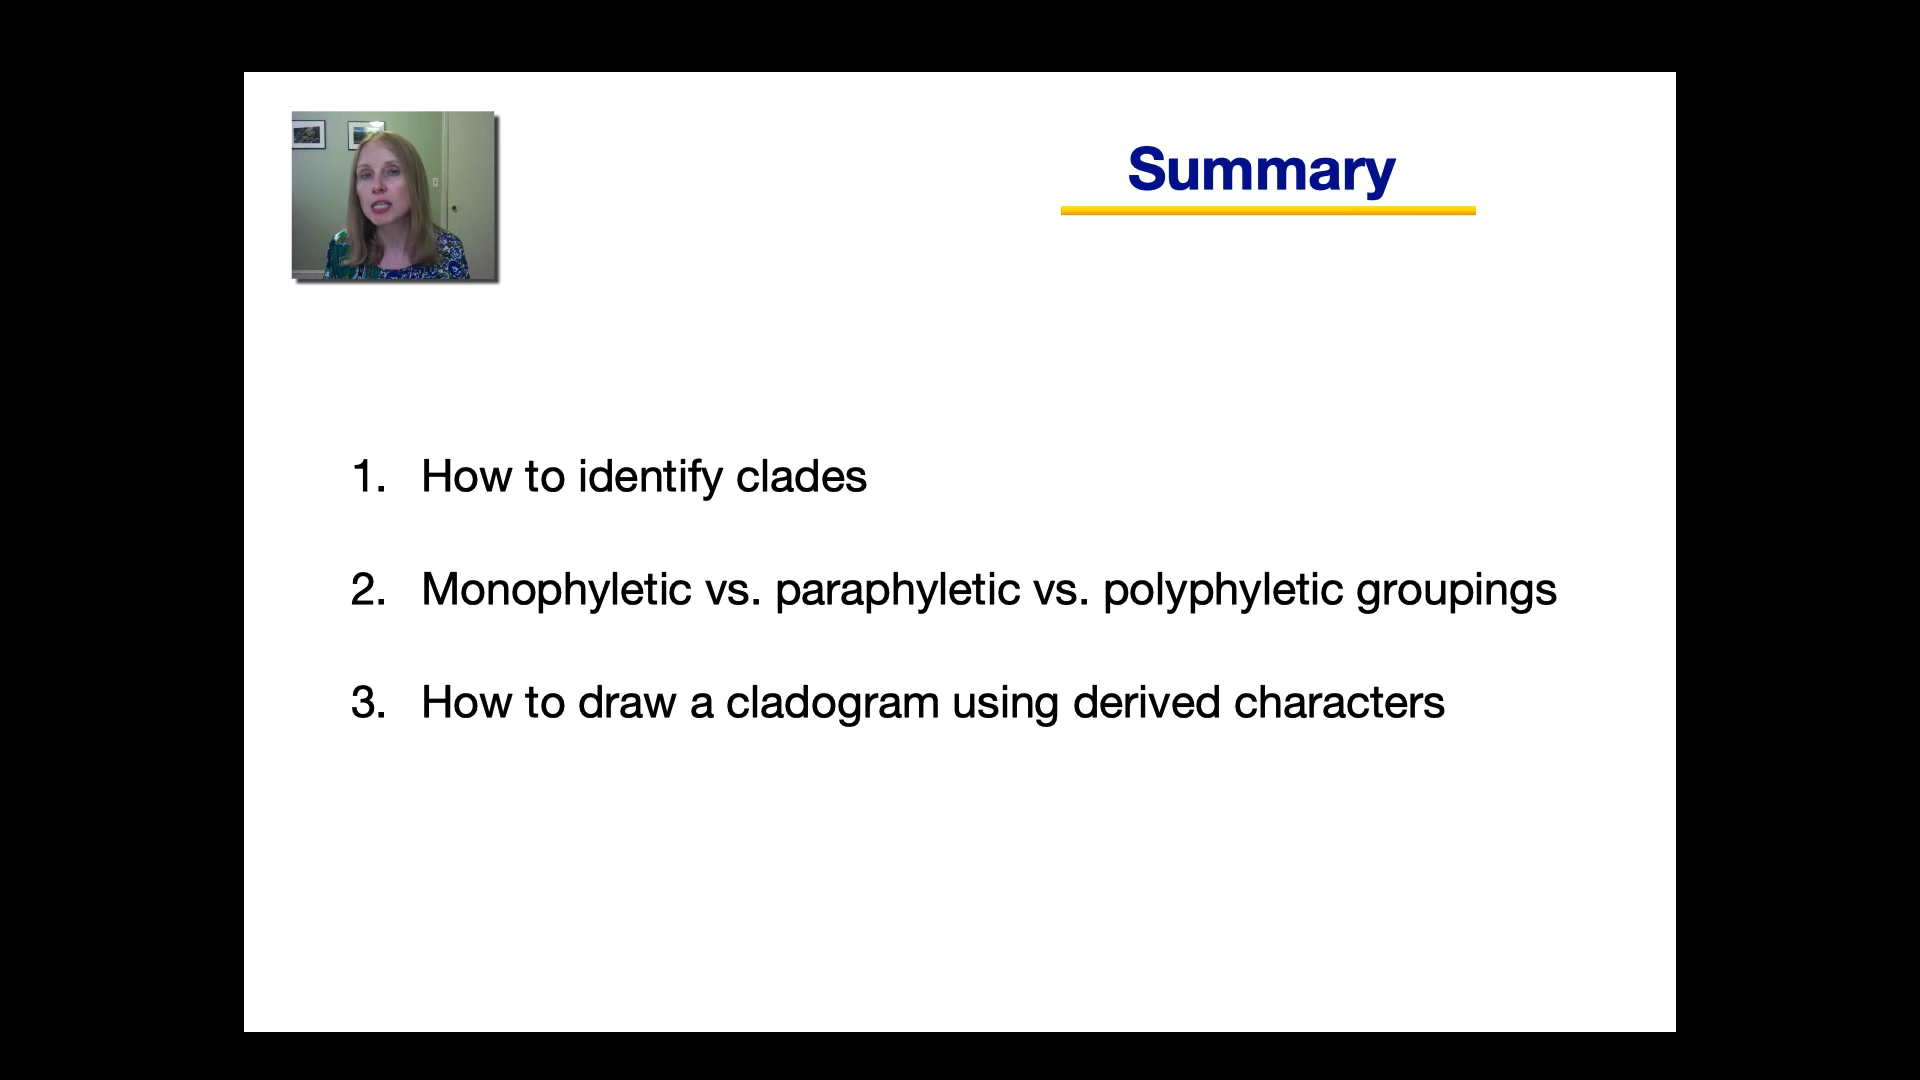 Summary
1. How to identify clades
2. Monophyletic vs. paraphyletic vs. polyphyletic groupings
3. How to draw a cladogram using derived characters